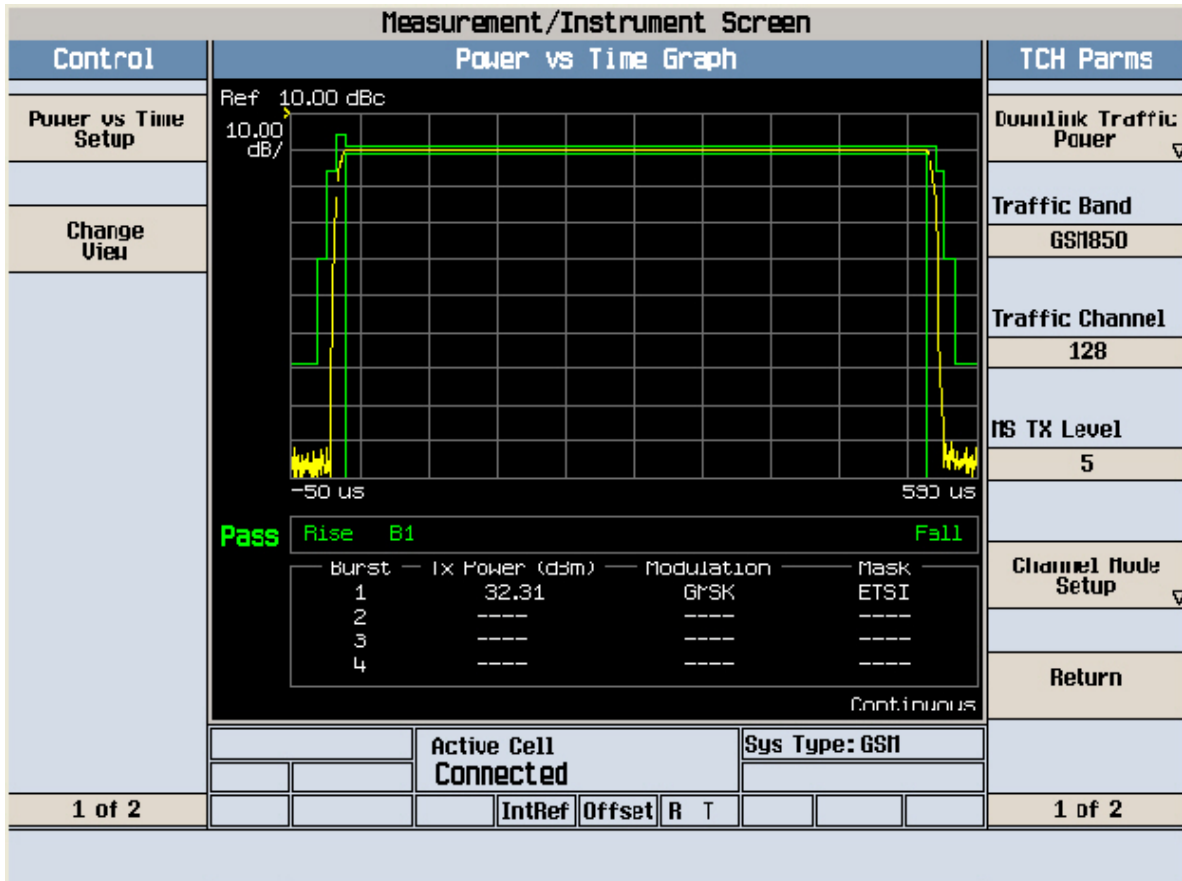 Measurement/Instrument Screen
Control
Power vs Time Graph
TCH Parms
Power vs Time
Setup
Change
View
1 of 2
Ref 10.00 dBc
10.00
dB/
-50 us
590 us
Pass
Rise B1 Fall
Burst Tx Power (dBm) Modulation Mask
1 32.31 GMSK ETSI
2 ---- ---- ----
3 ---- ---- ----
4 ---- ---- ----
Continuous
Active Cell
Connected
Sys Type: GSM
IntRef Offset R T
Downlink Traffic
Power
Traffic Band
GSM850
Traffic Channel
128
MS TX Level
5
Channel Mode
Setup
Return
1 of 2